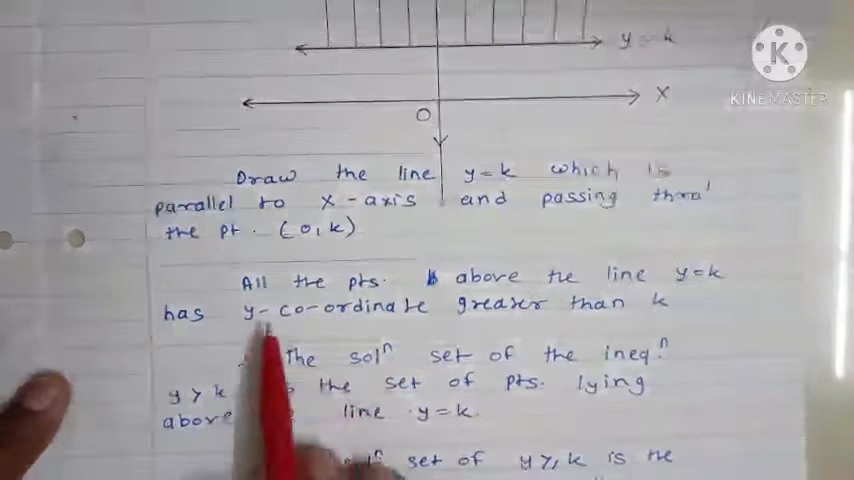 y = k
K
KINEMASTER
X
O
Draw the line y=k which is
parallel to X-axis and passing thro'
the pt. (0,k)
All the pts. above the line y=k
has y-co-ordinate greater than k
The solⁿ set of the ineq.ⁿ
y>k the set of pts. lying
above line y=k.
set of y⩾k is the